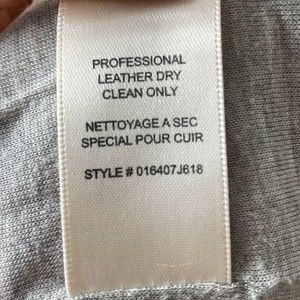 PROFESSIONAL
LEATHER DRY
CLEAN ONLY
NETTOYAGE A SEC
SPECIAL POUR CUIR
STYLE # 016407J618